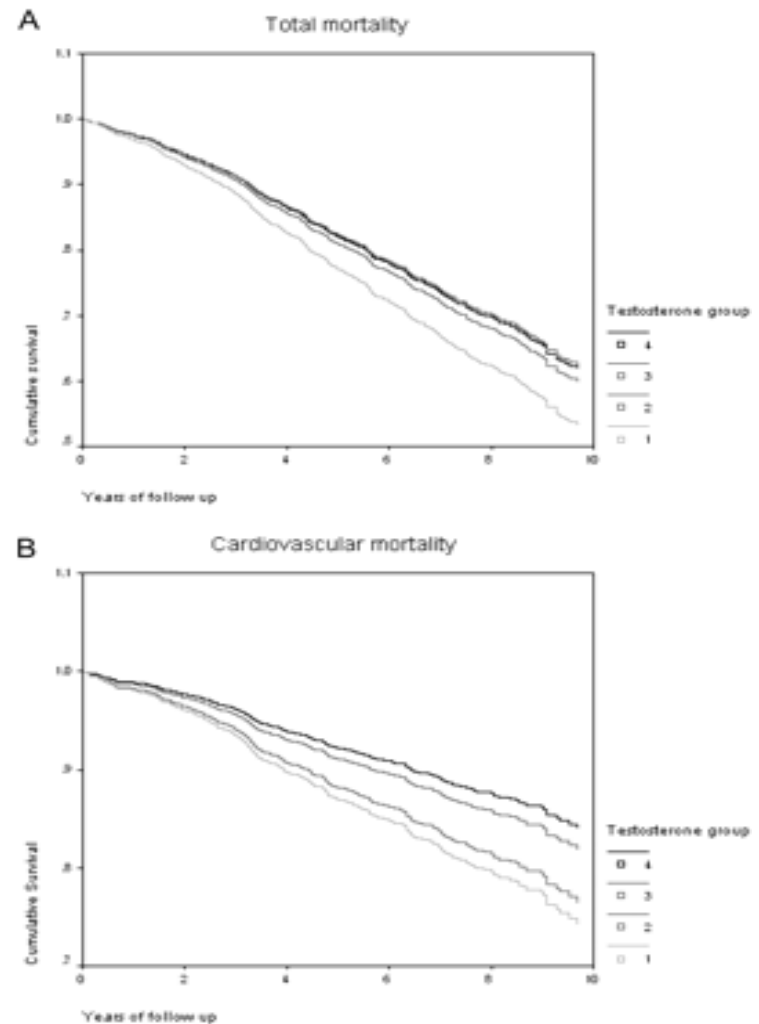 A
Total mortality
1.1
1.0
.9
.8
.7
.6
.5
Cumulative survival
0 2 4 6 8 10
Years of follow up
Testosterone group
4
3
2
1
B
Cardiovascular mortality
1.1
1.0
.9
.8
.7
Cumulative Survival
0 2 4 6 8 10
Years of follow up
Testosterone group
4
3
2
1